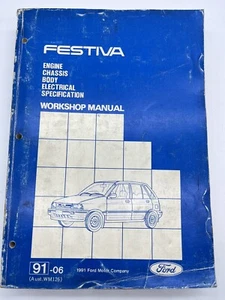 FESTIVA
ENGINE
CHASSIS
BODY
ELECTRICAL
SPECIFICATION
WORKSHOP MANUAL
91-06
(Aust. WM126)
1991 Ford Motor Company
Ford